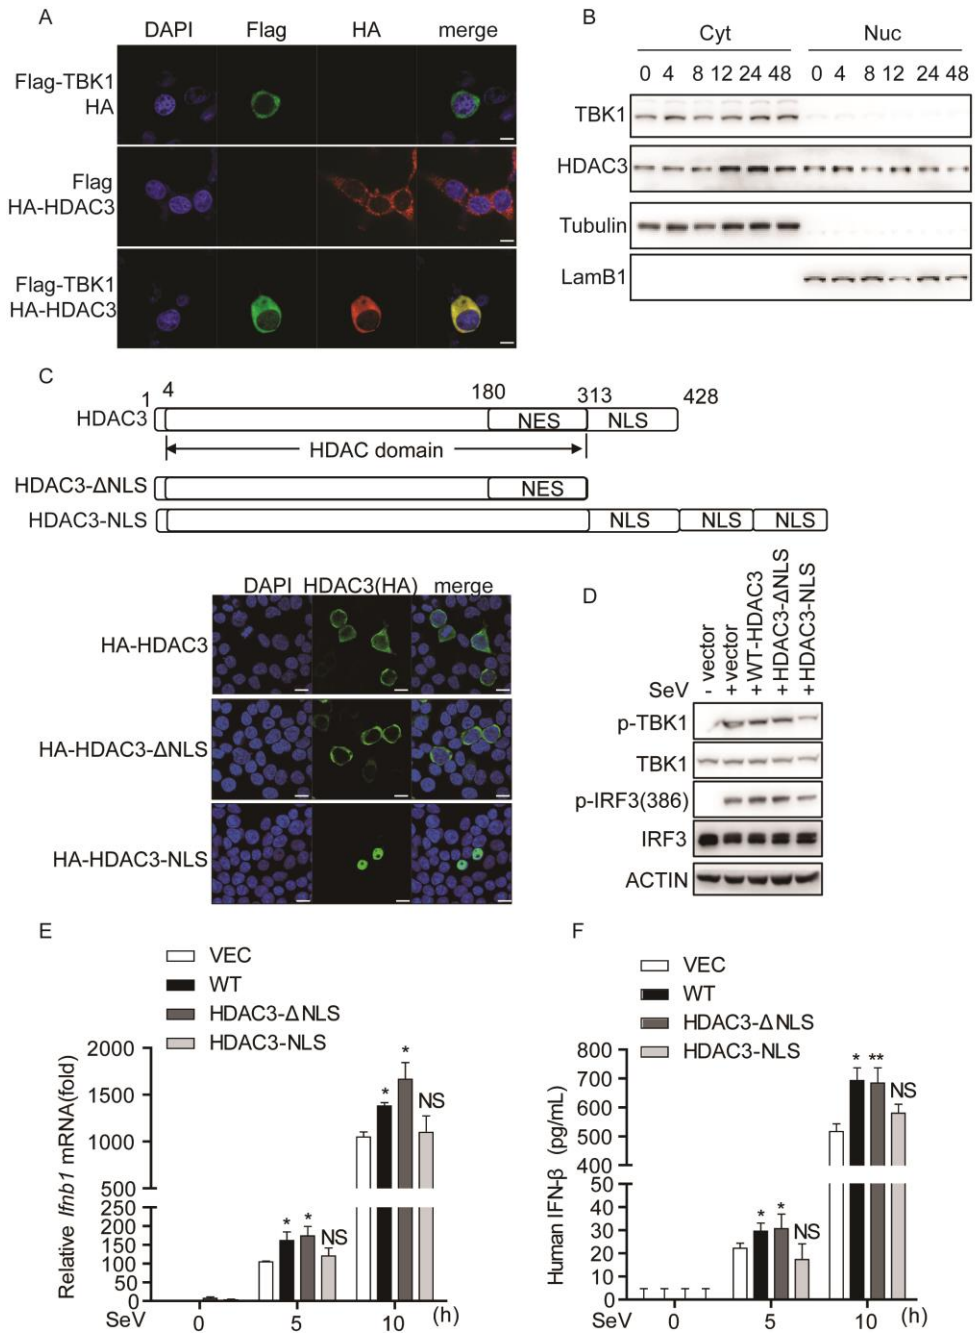 A
DAPI Flag HA merge
Flag-TBK1
HA
Flag
HA-HDAC3
Flag-TBK1
HA-HDAC3
B
Cyt Nuc
0 4 8 12 24 48 0 4 8 12 24 48
TBK1
HDAC3
Tubulin
LamB1
C
1 4 180 313 428
HDAC3 NES NLS
HDAC domain
HDAC3-ΔNLS NES
HDAC3-NLS NLS NLS NLS
DAPI HDAC3(HA) merge
HA-HDAC3
HA-HDAC3-ΔNLS
HA-HDAC3-NLS
D
vector
vector
WT-HDAC3
HDAC3-ΔNLS
HDAC3-NLS
SeV - + + + +
p-TBK1
TBK1
p-IRF3(386)
IRF3
ACTIN
E
VEC
WT
HDAC3-ΔNLS
HDAC3-NLS
Relative Ifnb1 mRNA(fold)
2000
1500
1000
500
250
200
150
100
50
0
* * NS
* * NS
SeV 0 5 10 (h)
F
VEC
WT
HDAC3-ΔNLS
HDAC3-NLS
Human IFN-β (pg/mL)
800
700
600
500
400
50
40
30
20
10
0
* * NS
* ** NS
SeV 0 5 10 (h)